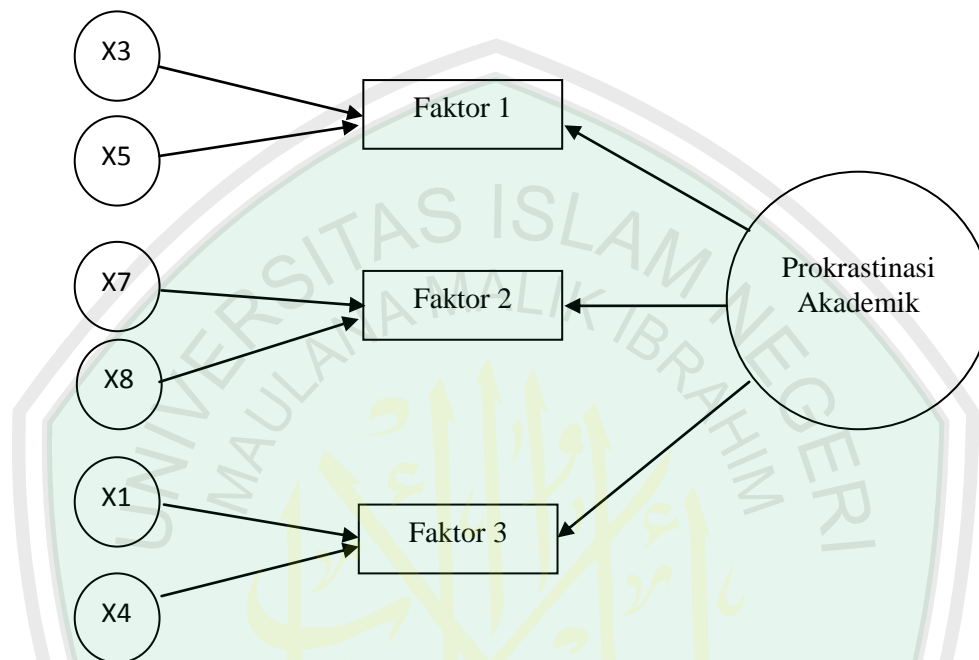 X3
X5
Faktor 1
X7
X8
Faktor 2
X1
X4
Faktor 3
Prokrastinasi
Akademik
UNIVERSITAS ISLAM NEGERI
MAULANA MALIK IBRAHIM